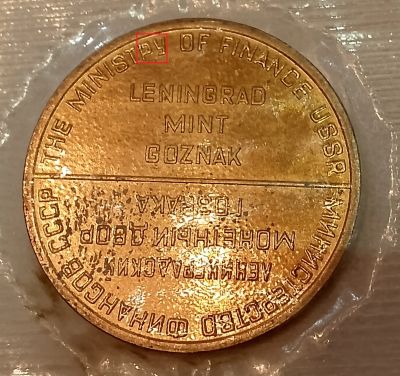 THE MINISTRY OF FINANCE USSR
LENINGRAD
MINT
GOZNAK
МИНИСТЕРСТВО ФИНАНСОВ СССР
ЛЕНИНГРАДСКИЙ
МОНЕТНЫЙ ДВОР
ГОЗНАКА